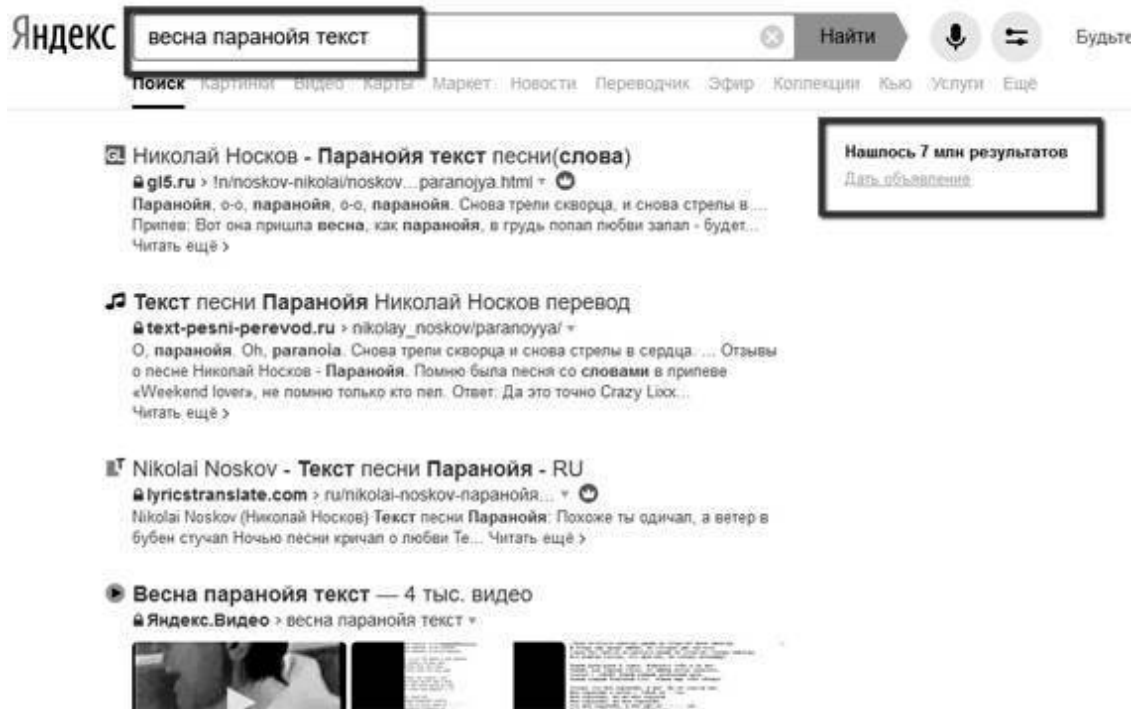 Яндекс весна паранойя текст Найти Будьте
Поиск Картинки Видео Карты Маркет Новости Переводчик Эфир Коллекции Кью Услуги Ещё
Нашлось 7 млн результатов
Дать объявление
GL Николай Носков - Паранойя текст песни(слова)
gl5.ru › !n/noskov-nikolai/noskov...paranojya.html
Паранойя, о-о, паранойя, о-о, паранойя. Снова трели скворца, и снова стрелы в ...
Припев: Вот она пришла весна, как паранойя, в грудь попал любви запал - будет...
Читать ещё ›
Текст песни Паранойя Николай Носков перевод
text-pesni-perevod.ru › nikolay_noskov/paranoyya/
О, паранойя. Oh, paranoia. Снова трели скворца и снова стрелы в сердца. ... Отзывы
о песне Николай Носков - Паранойя. Помню была песня со словами в припеве
«Weekend lover», не помню только кто пел. Ответ: Да это точно Crazy Lixx...
Читать ещё ›
LT Nikolai Noskov - Текст песни Паранойя - RU
lyricstranslate.com › ru/nikolai-noskov-паранойя...
Nikolai Noskov (Николай Носков) Текст песни Паранойя: Похоже ты одичал, а ветер в
бубен стучал Ночью песни кричал о любви Те... Читать ещё ›
Весна паранойя текст — 4 тыс. видео
Яндекс.Видео › весна паранойя текст